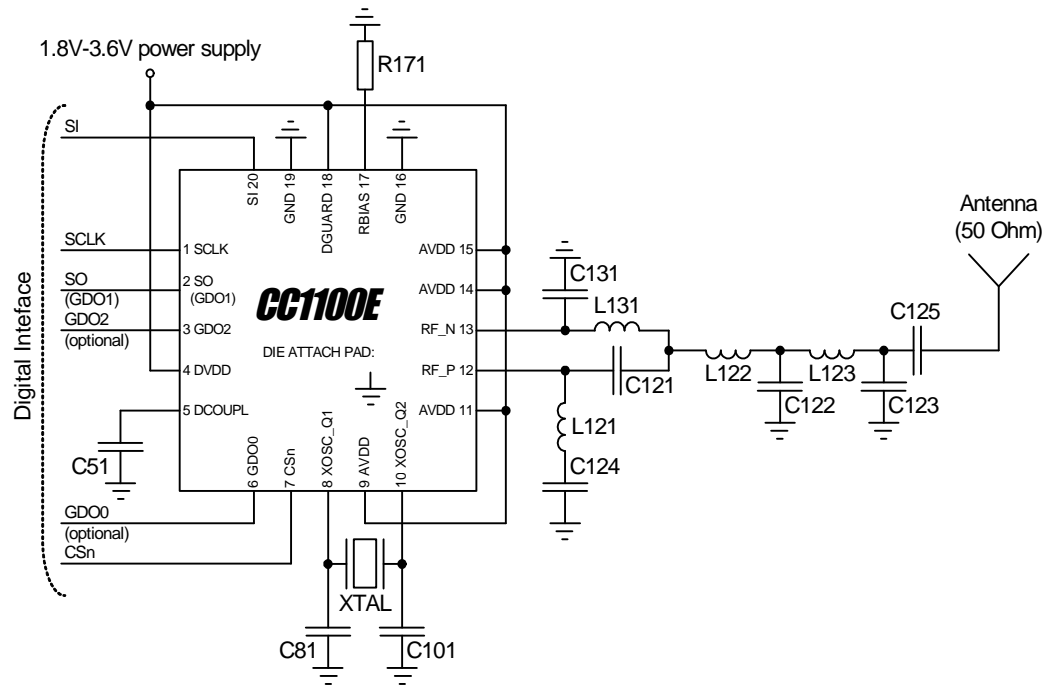 1.8V-3.6V power supply
R171
SI
SI 20
GND 19
DGUARD 18
RBIAS 17
GND 16
Antenna
(50 Ohm)
Digital Inteface
SCLK
1 SCLK
AVDD 15
C131
SO
(GDO1)
2 SO
(GDO1)
CC1100E
AVDD 14
L131
C125
GDO2
(optional)
3 GDO2
RF_N 13
DIE ATTACH PAD:
4 DVDD
RF_P 12
C121
L122
L123
C122
C123
5 DCOUPL
AVDD 11
L121
C51
6 GDO0
7 CSn
8 XOSC_Q1
9 AVDD
10 XOSC_Q2
C124
GDO0
(optional)
CSn
XTAL
C81
C101